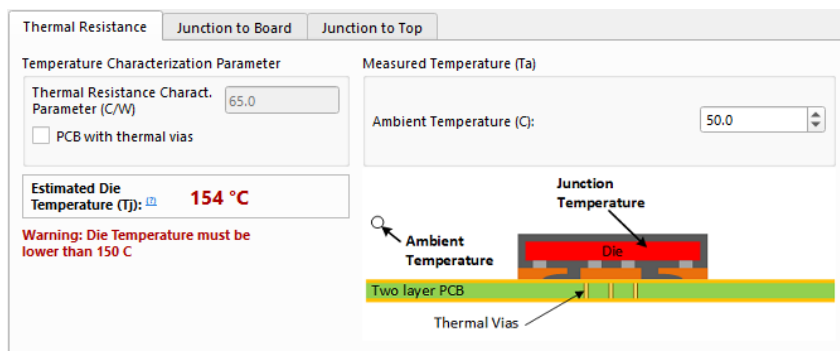 Thermal Resistance
Junction to Board
Junction to Top
Temperature Characterization Parameter
Thermal Resistance Charact.
Parameter (C/W)
65.0
PCB with thermal vias
Estimated Die
Temperature (Tj): (?)
154 °C
Warning: Die Temperature must be
lower than 150 C
Measured Temperature (Ta)
Ambient Temperature (C):
50.0
Junction
Temperature
Ambient
Temperature
Die
Two layer PCB
Thermal Vias